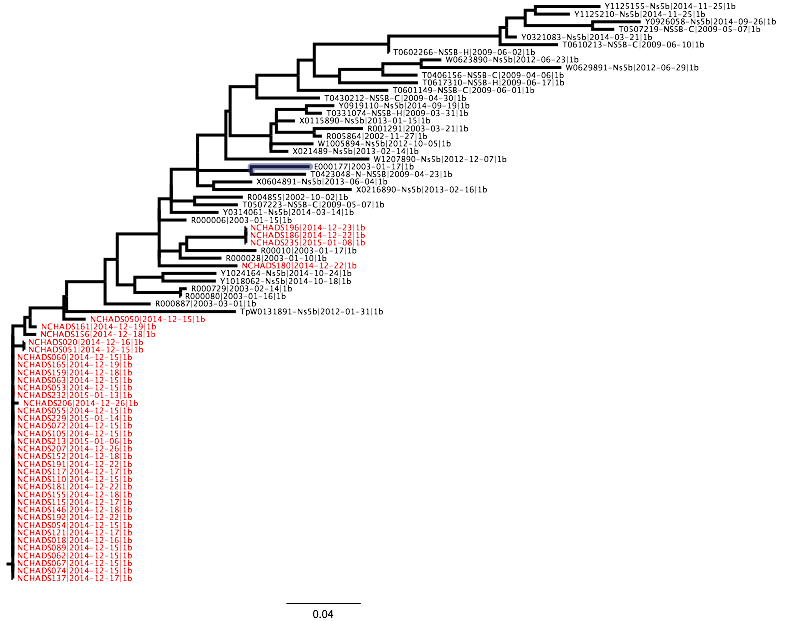 Y1125155-Ns5b|2014-11-25|1b
Y1125210-Ns5b|2014-11-25|1b
Y0926058-Ns5b|2014-09-26|1b
T0507219-NS5B-C|2009-05-07|1b
Y0321083-Ns5b|2014-03-21|1b
T0610213-NS5B-C|2009-06-10|1b
T0602266-NS5B-H|2009-06-02|1b
W0623890-Ns5b|2012-06-23|1b
W0629891-Ns5b|2012-06-29|1b
T0406156-NS5B-C|2009-04-06|1b
T0617310-NS5B-H|2009-06-17|1b
T0601149-NS5B-C|2009-06-01|1b
T0430212-NS5B-C|2009-04-30|1b
Y0919110-Ns5b|2014-09-19|1b
T0331074-NS5B-H|2009-03-31|1b
X0115890-Ns5b|2013-01-15|1b
R001291|2003-03-21|1b
R005864|2002-11-27|1b
W1005894-Ns5b|2012-10-05|1b
X021489-Ns5b|2013-02-14|1b
W1207890-Ns5b|2012-12-07|1b
E000177|2003-01-17|1b
T0423048-N-NS5B|2009-04-23|1b
X0604891-Ns5b|2013-06-04|1b
X0216890-Ns5b|2013-02-16|1b
R004855|2002-10-02|1b
T0507223-NS5B-C|2009-05-07|1b
Y0314061-Ns5b|2014-03-14|1b
R000006|2003-01-15|1b
NCHADS196|2014-12-23|1b
NCHADS186|2014-12-22|1b
NCHADS235|2015-01-08|1b
R00010|2003-01-17|1b
R000028|2003-01-10|1b
NCHADS180|2014-12-22|1b
Y1024164-Ns5b|2014-10-24|1b
Y1018062-Ns5b|2014-10-18|1b
R000729|2003-02-14|1b
R000080|2003-01-16|1b
R000887|2003-03-01|1b
TpW0131891-Ns5b|2012-01-31|1b
NCHADS050|2014-12-15|1b
NCHADS161|2014-12-19|1b
NCHADS156|2014-12-18|1b
NCHADS020|2014-12-16|1b
NCHADS051|2014-12-15|1b
NCHADS060|2014-12-15|1b
NCHADS165|2014-12-19|1b
NCHADS159|2014-12-18|1b
NCHADS063|2014-12-15|1b
NCHADS053|2014-12-15|1b
NCHADS232|2015-01-13|1b
NCHADS206|2014-12-26|1b
NCHADS055|2014-12-15|1b
NCHADS229|2015-01-14|1b
NCHADS072|2014-12-15|1b
NCHADS105|2014-12-15|1b
NCHADS213|2015-01-06|1b
NCHADS207|2014-12-26|1b
NCHADS152|2014-12-18|1b
NCHADS191|2014-12-22|1b
NCHADS117|2014-12-17|1b
NCHADS110|2014-12-15|1b
NCHADS181|2014-12-22|1b
NCHADS155|2014-12-18|1b
NCHADS115|2014-12-17|1b
NCHADS146|2014-12-18|1b
NCHADS192|2014-12-22|1b
NCHADS054|2014-12-15|1b
NCHADS121|2014-12-17|1b
NCHADS018|2014-12-16|1b
NCHADS089|2014-12-15|1b
NCHADS062|2014-12-15|1b
NCHADS067|2014-12-15|1b
NCHADS074|2014-12-15|1b
NCHADS137|2014-12-17|1b
0.04